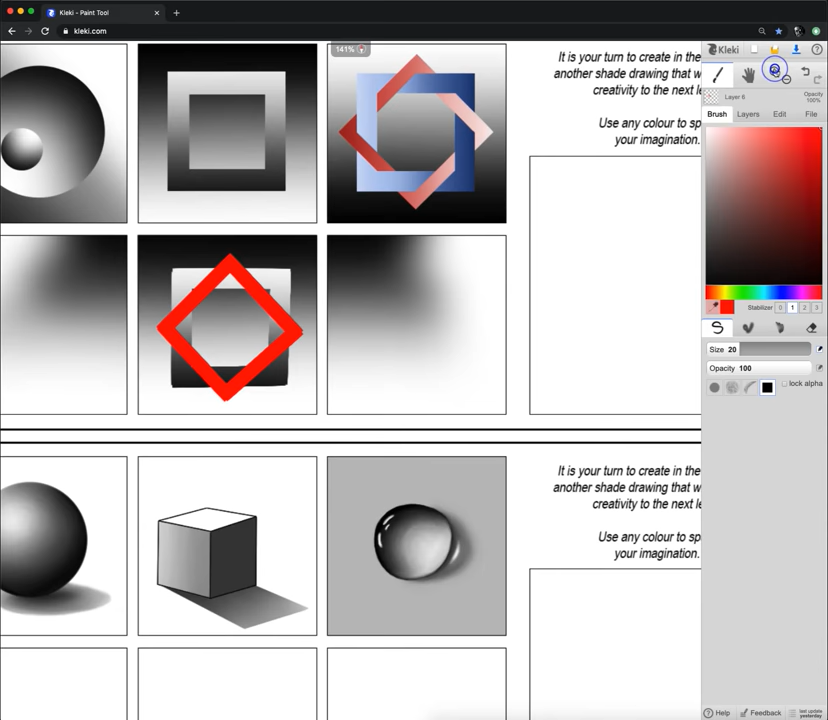 Kleki - Paint Tool
kleki.com
141%
Kleki
Layer 6
Opacity
100%
Brush Layers Edit File
Stabilizer 0 1 2 3
Size 20
Opacity 100
lock alpha
It is your turn to create in the
another shade drawing that w
creativity to the next le
Use any colour to sp
your imagination.
It is your turn to create in the
another shade drawing that w
creativity to the next le
Use any colour to sp
your imagination.
Help Feedback last update
yesterday